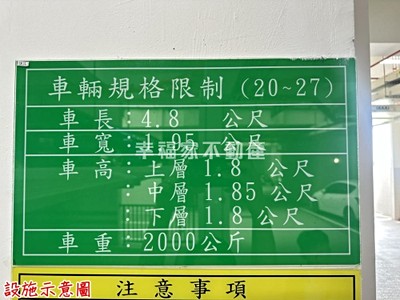 車輛規格限制(20~27)
車長:4.8 公尺
車寬:1.95 公尺
幸福家不動產
車高:上層1.8 公尺
中層1.85公尺
下層1.8 公尺
車重:2000公斤
設施示意圖
注意事項